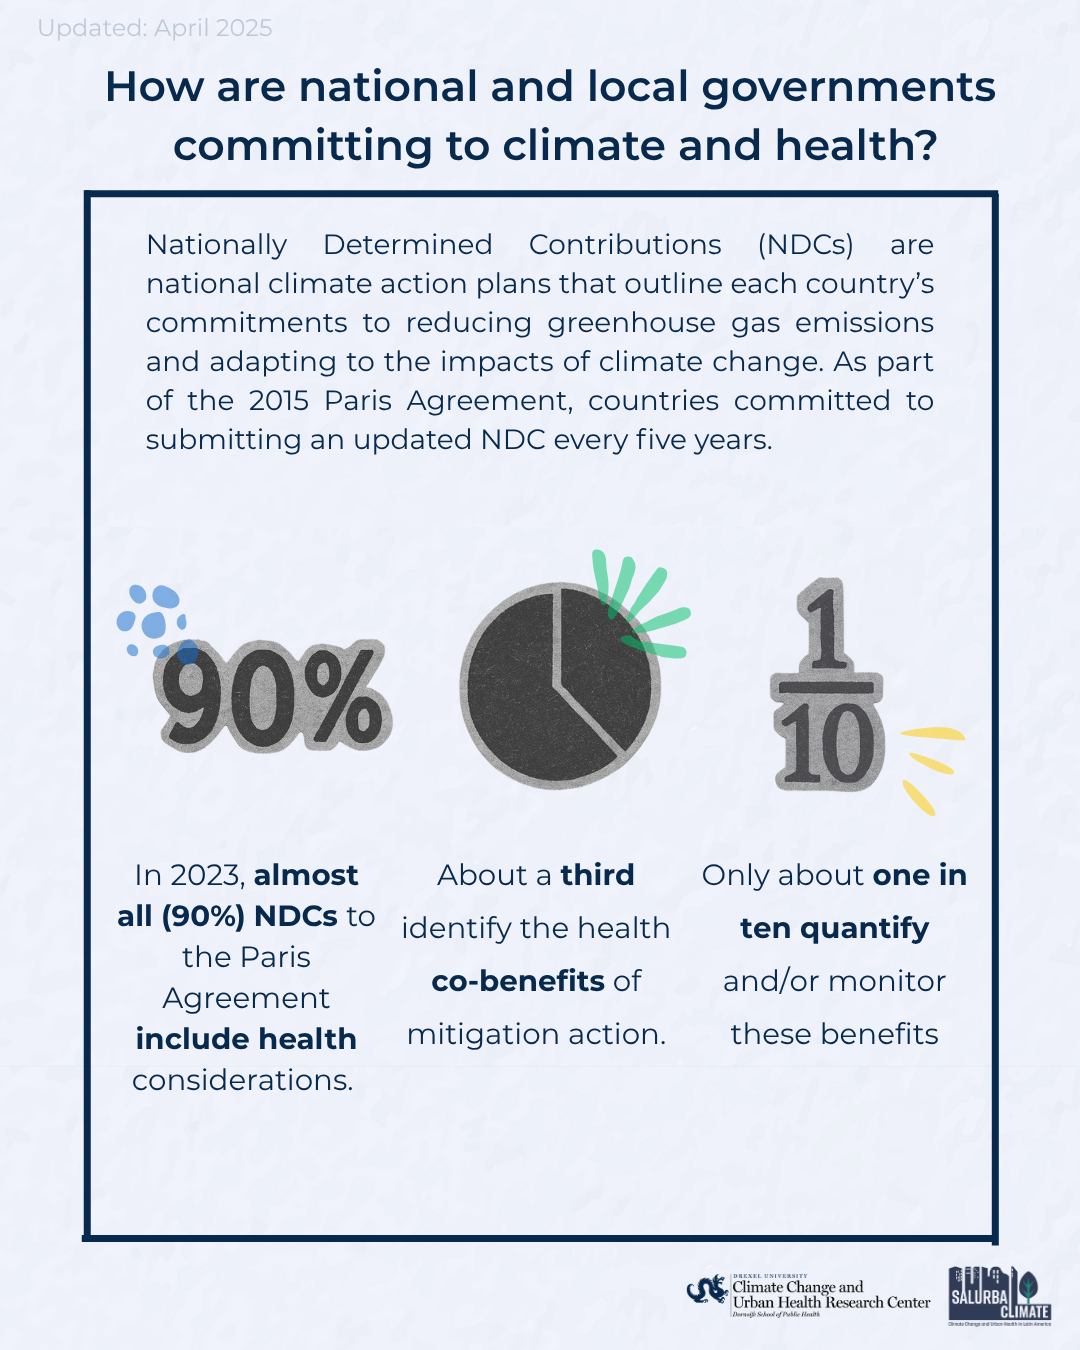 Updated: April 2025
How are national and local governments
committing to climate and health?
Nationally Determined Contributions (NDCs) are
national climate action plans that outline each country’s
commitments to reducing greenhouse gas emissions
and adapting to the impacts of climate change. As part
of the 2015 Paris Agreement, countries committed to
submitting an updated NDC every five years.
90%
1
10
In 2023, almost
all (90%) NDCs to
the Paris
Agreement
include health
considerations.
About a third
identify the health
co-benefits of
mitigation action.
Only about one in
ten quantify
and/or monitor
these benefits
DREXEL UNIVERSITY
Climate Change and
Urban Health Research Center
Dornsife School of Public Health
SALURBAL
CLIMATE
Climate Change and Urban Health in Latin America